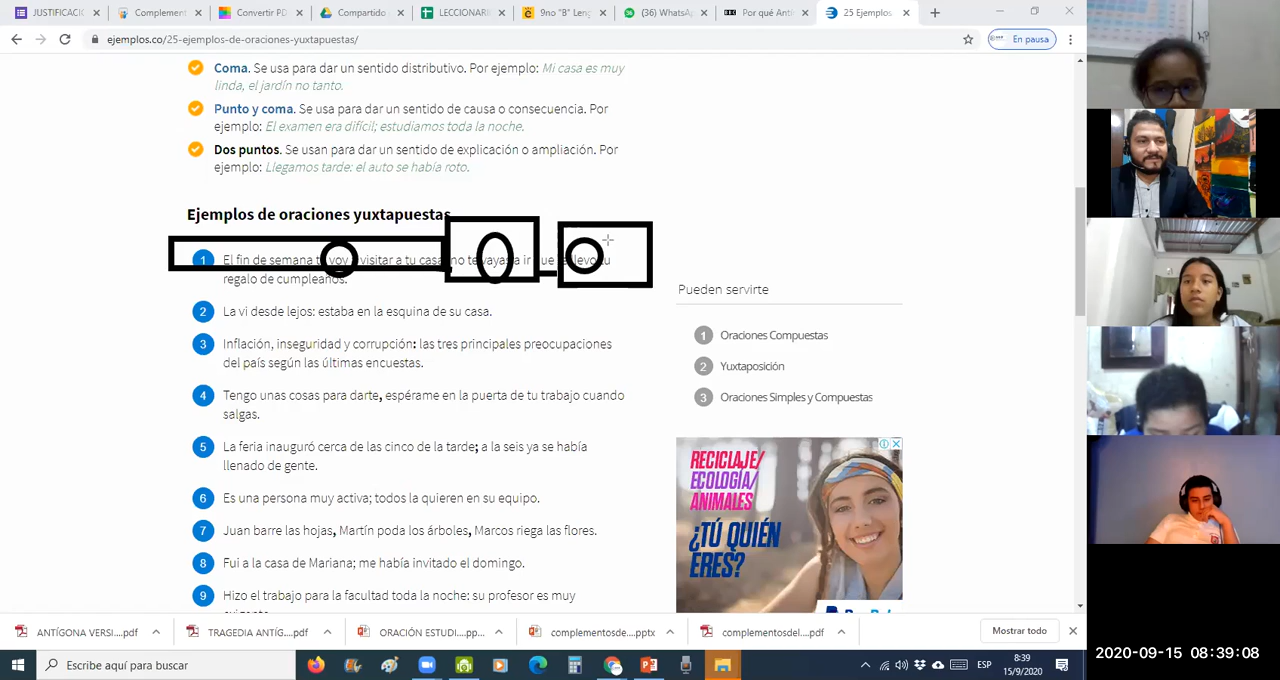 JUSTIFICACI
Complement
Convertir PD
Compartido
LECCIONARI
9no "B" Leng
(36) WhatsA
Por qué Antí
25 Ejemplos
ejemplos.co/25-ejemplos-de-oraciones-yuxtapuestas/
En pausa
Coma. Se usa para dar un sentido distributivo. Por ejemplo: Mi casa es muy
linda, el jardín no tanto.
Punto y coma. Se usa para dar un sentido de causa o consecuencia. Por
ejemplo: El examen era difícil; estudiamos toda la noche.
Dos puntos. Se usan para dar un sentido de explicación o ampliación. Por
ejemplo: Llegamos tarde: el auto se había roto.
Ejemplos de oraciones yuxtapuestas
1 El fin de semana voy visitar a tu casa no te vayas a ir que te llevo tu
regalo de cumpleaños.
2 La vi desde lejos: estaba en la esquina de su casa.
3 Inflación, inseguridad y corrupción: las tres principales preocupaciones
del país según las últimas encuestas.
4 Tengo unas cosas para darte, espérame en la puerta de tu trabajo cuando
salgas.
5 La feria inauguró cerca de las cinco de la tarde; a la seis ya se había
llenado de gente.
6 Es una persona muy activa; todos la quieren en su equipo.
7 Juan barre las hojas, Martín poda los árboles, Marcos riega las flores.
8 Fui a la casa de Mariana; me había invitado el domingo.
9 Hizo el trabajo para la facultad toda la noche: su profesor es muy
Pueden servirte
1 Oraciones Compuestas
2 Yuxtaposición
3 Oraciones Simples y Compuestas
RECICLAJE/
ECOLOGÍA/
ANIMALES
¿TÚ QUIÉN
ERES?
ANTÍGONA VERSI....pdf
TRAGEDIA ANTÍG....pdf
ORACIÓN ESTUDI....pp...
complementosde....pptx
complementosdel....pdf
Mostrar todo
Escribe aquí para buscar
ESP
8:39
15/9/2020
2020-09-15 08:39:08